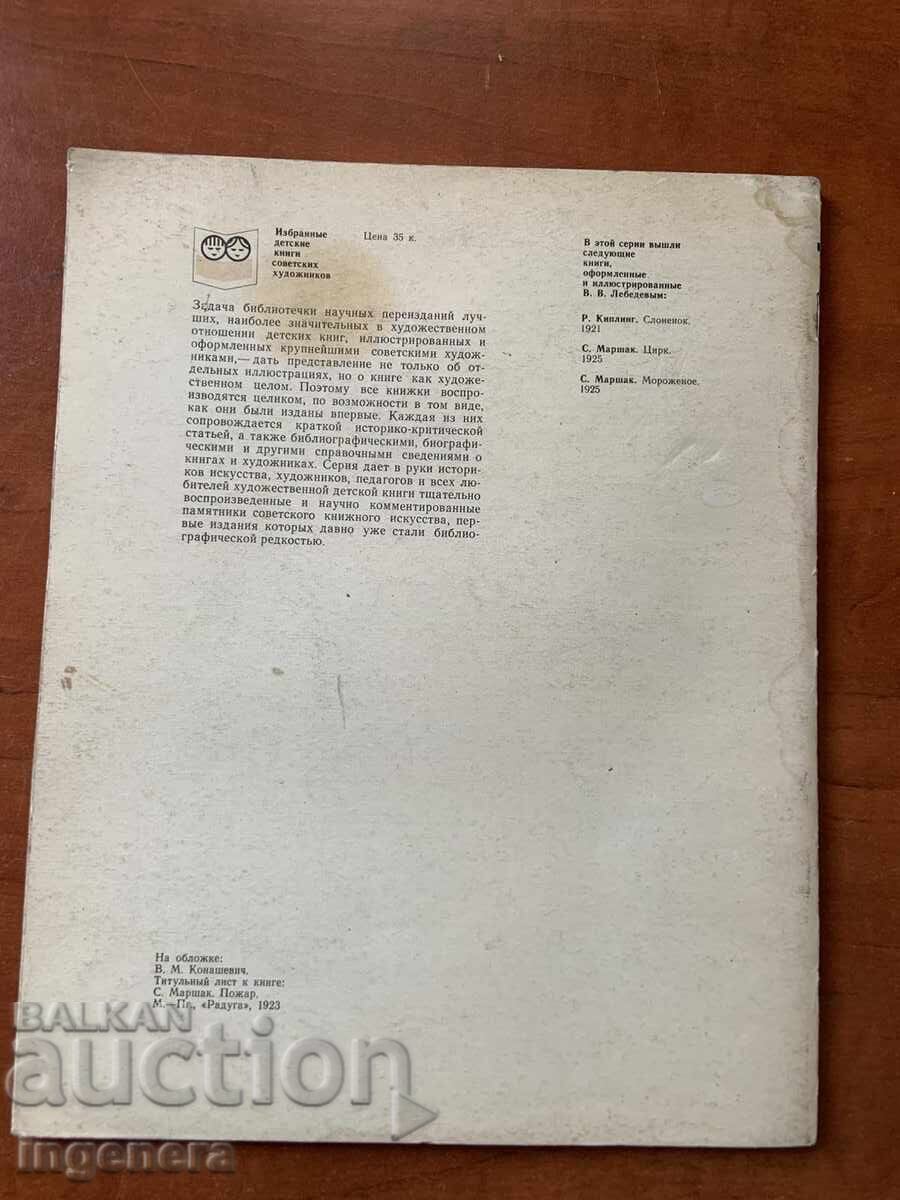 Избранные
детские
книги
советских
художников
Цена 35 к.
Задача библиотечки научных переизданий луч-
ших, наиболее значительных в художественном
отношении детских книг, иллюстрированных и
оформленных крупнейшими советскими худож-
никами,— дать представление не только об от-
дельных иллюстрациях, но о книге как художе-
ственном целом. Поэтому все книжки воспро-
изводятся целиком, по возможности в том виде,
как они были изданы впервые. Каждая из них
сопровождается краткой историко-критической
статьей, а также библиографическими, биографи-
ческими и другими справочными сведениями о
книгах и художниках. Серия дает в руки истори-
ков искусства, художников, педагогов и всех лю-
бителей художественной детской книги тщательно
воспроизведенные и научно комментированные
памятники советского книжного искусства, пер-
вые издания которых давно уже стали библио-
графической редкостью.
В этой серии вышли
следующие
книги,
оформленные
и иллюстрированные
В. В. Лебедевым:
Р. Киплинг. Слоненок.
1921
С. Маршак. Цирк.
1925
С. Маршак. Мороженое.
1925
На обложке:
В. М. Конашевич.
Титульный лист к книге:
С. Маршак. Пожар.
М.—Пг., «Радуга», 1923
BALKAN
auction
ingenera